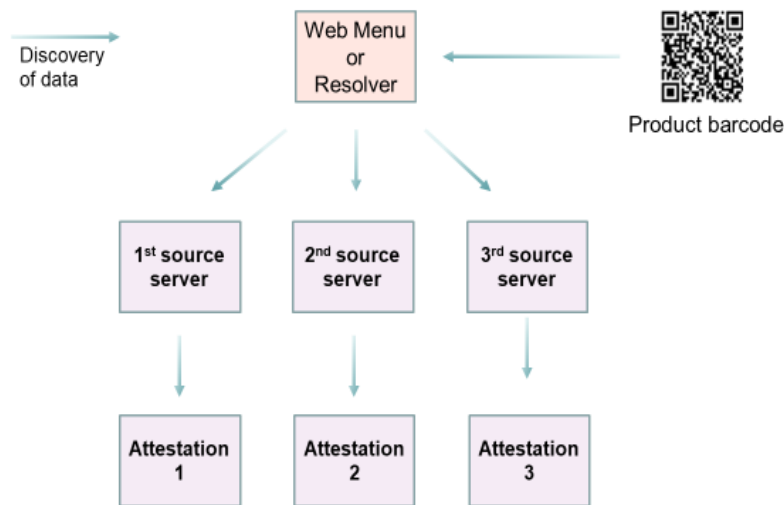 Web Menu
or
Resolver
Discovery
of data
Product barcode
1st source
server
2nd source
server
3rd source
server
Attestation
1
Attestation
2
Attestation
3